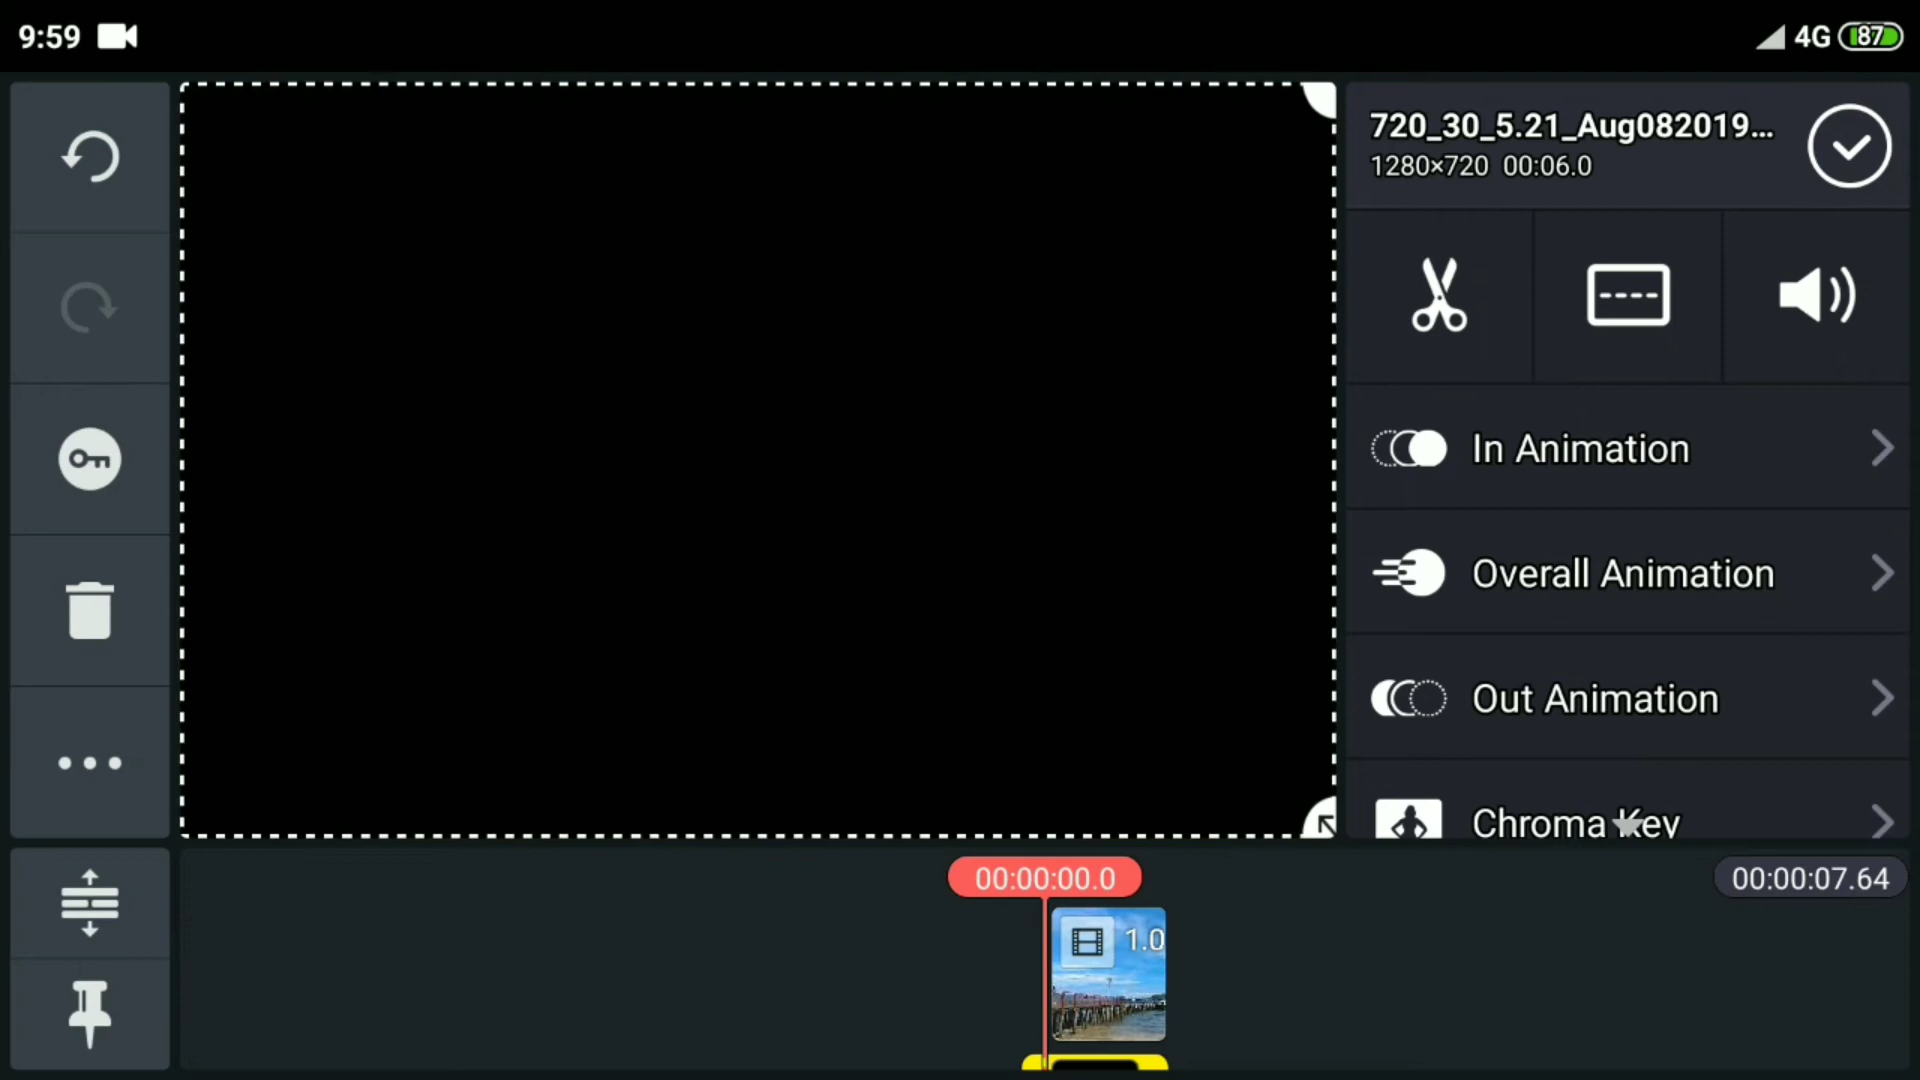 9:59
4G 87
720_30_5.21_Aug082019...
1280×720 00:06.0
In Animation
Overall Animation
Out Animation
Chroma Key
00:00:00.0
00:00:07.64
1.0